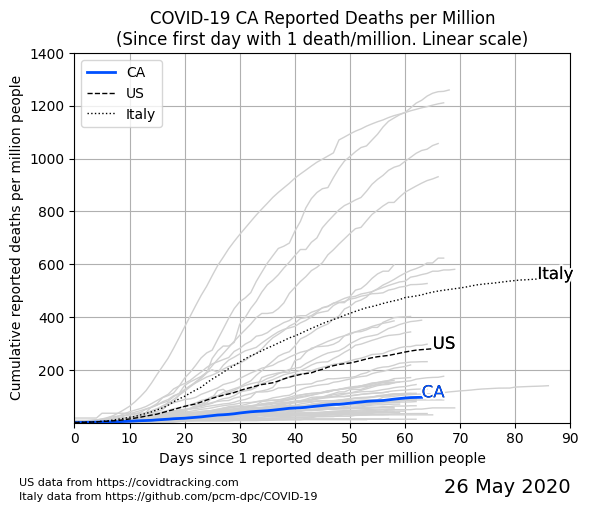 COVID-19 CA Reported Deaths per Million
(Since first day with 1 death/million. Linear scale)
Cumulative reported deaths per million people
1400
1200
1000
800
600
400
200
CA
US
Italy
Italy
US
CA
0 10 20 30 40 50 60 70 80 90
Days since 1 reported death per million people
US data from https://covidtracking.com
Italy data from https://github.com/pcm-dpc/COVID-19
26 May 2020